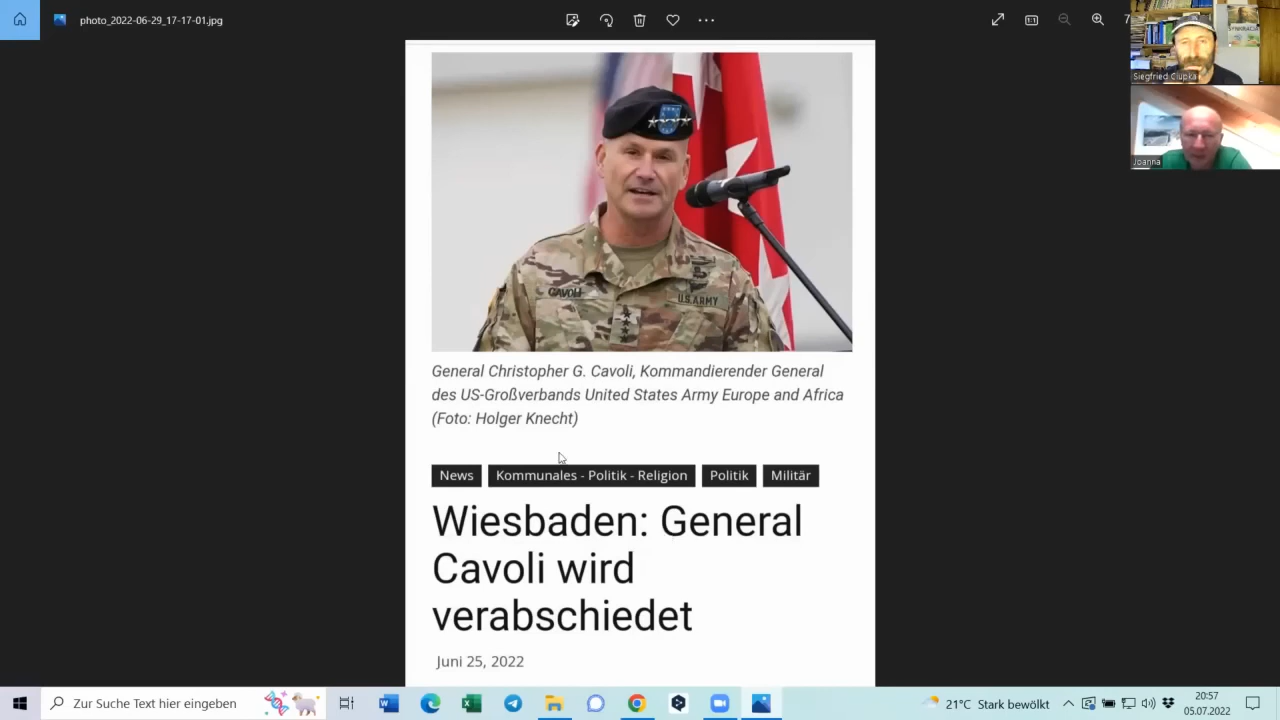 photo_2022-06-29_17-17-01.jpg
Siegfried Ciupka
Joanna
CAVOLI
U.S. ARMY
General Christopher G. Cavoli, Kommandierender General
des US-Großverbands United States Army Europe and Africa
(Foto: Holger Knecht)
News
Kommunales - Politik - Religion
Politik
Militär
Wiesbaden: General
Cavoli wird
verabschiedet
Juni 25, 2022
Zur Suche Text hier eingeben
21°C Stark bewölkt
20:57
05.07.2022